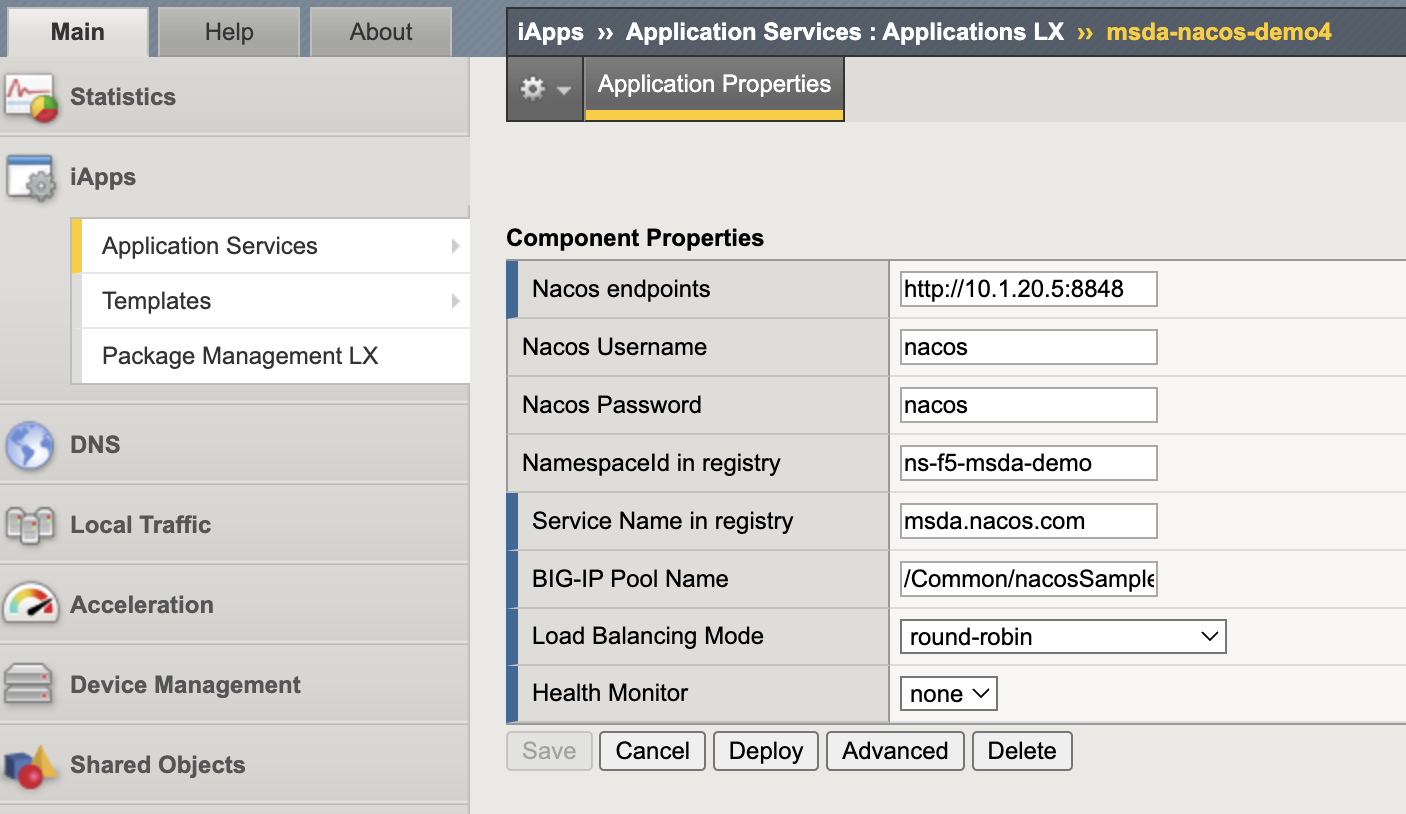 Main Help About
iApps ›› Application Services : Applications LX ›› msda-nacos-demo4
Application Properties
Statistics
iApps
Application Services
Templates
Package Management LX
DNS
Local Traffic
Acceleration
Device Management
Shared Objects
Component Properties
Nacos endpoints http://10.1.20.5:8848
Nacos Username nacos
Nacos Password nacos
NamespaceId in registry ns-f5-msda-demo
Service Name in registry msda.nacos.com
BIG-IP Pool Name /Common/nacosSample
Load Balancing Mode round-robin
Health Monitor none
Save Cancel Deploy Advanced Delete